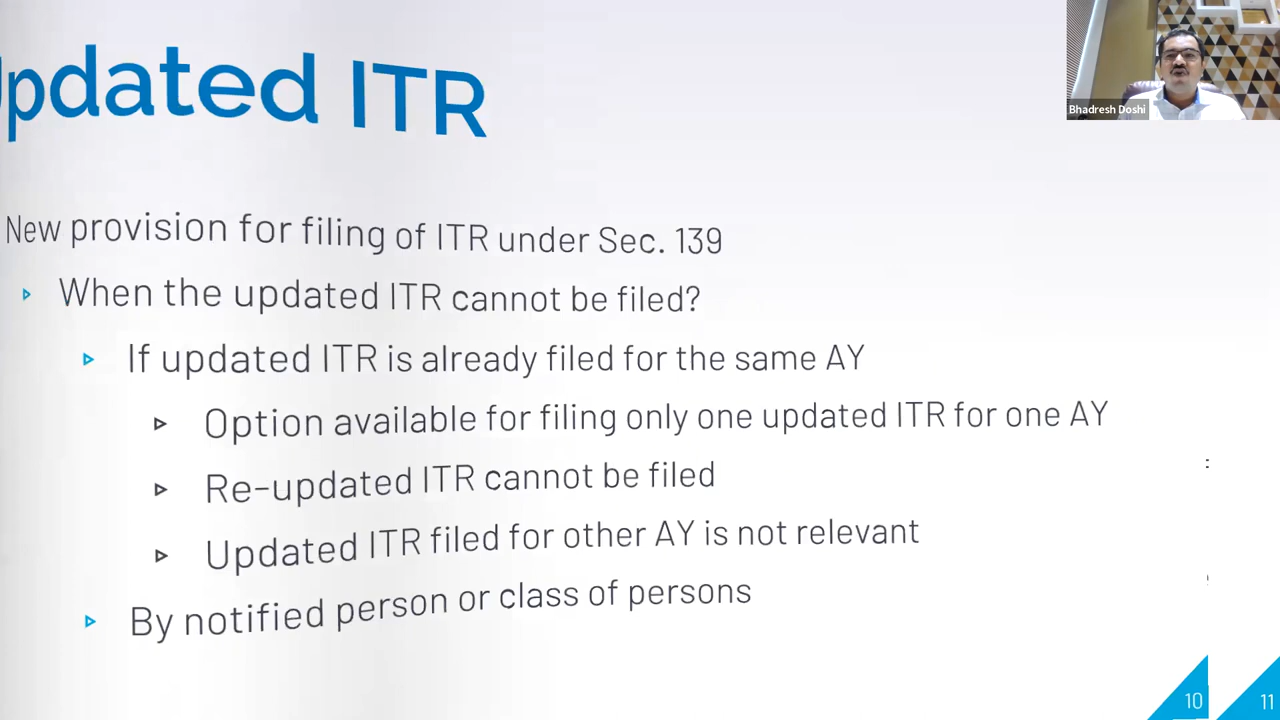 pdated ITR
Bhadresh Doshi
New provision for filing of ITR under Sec. 139
When the updated ITR cannot be filed?
If updated ITR is already filed for the same AY
Option available for filing only one updated ITR for one AY
Re-updated ITR cannot be filed
Updated ITR filed for other AY is not relevant
By notified person or class of persons
10
11